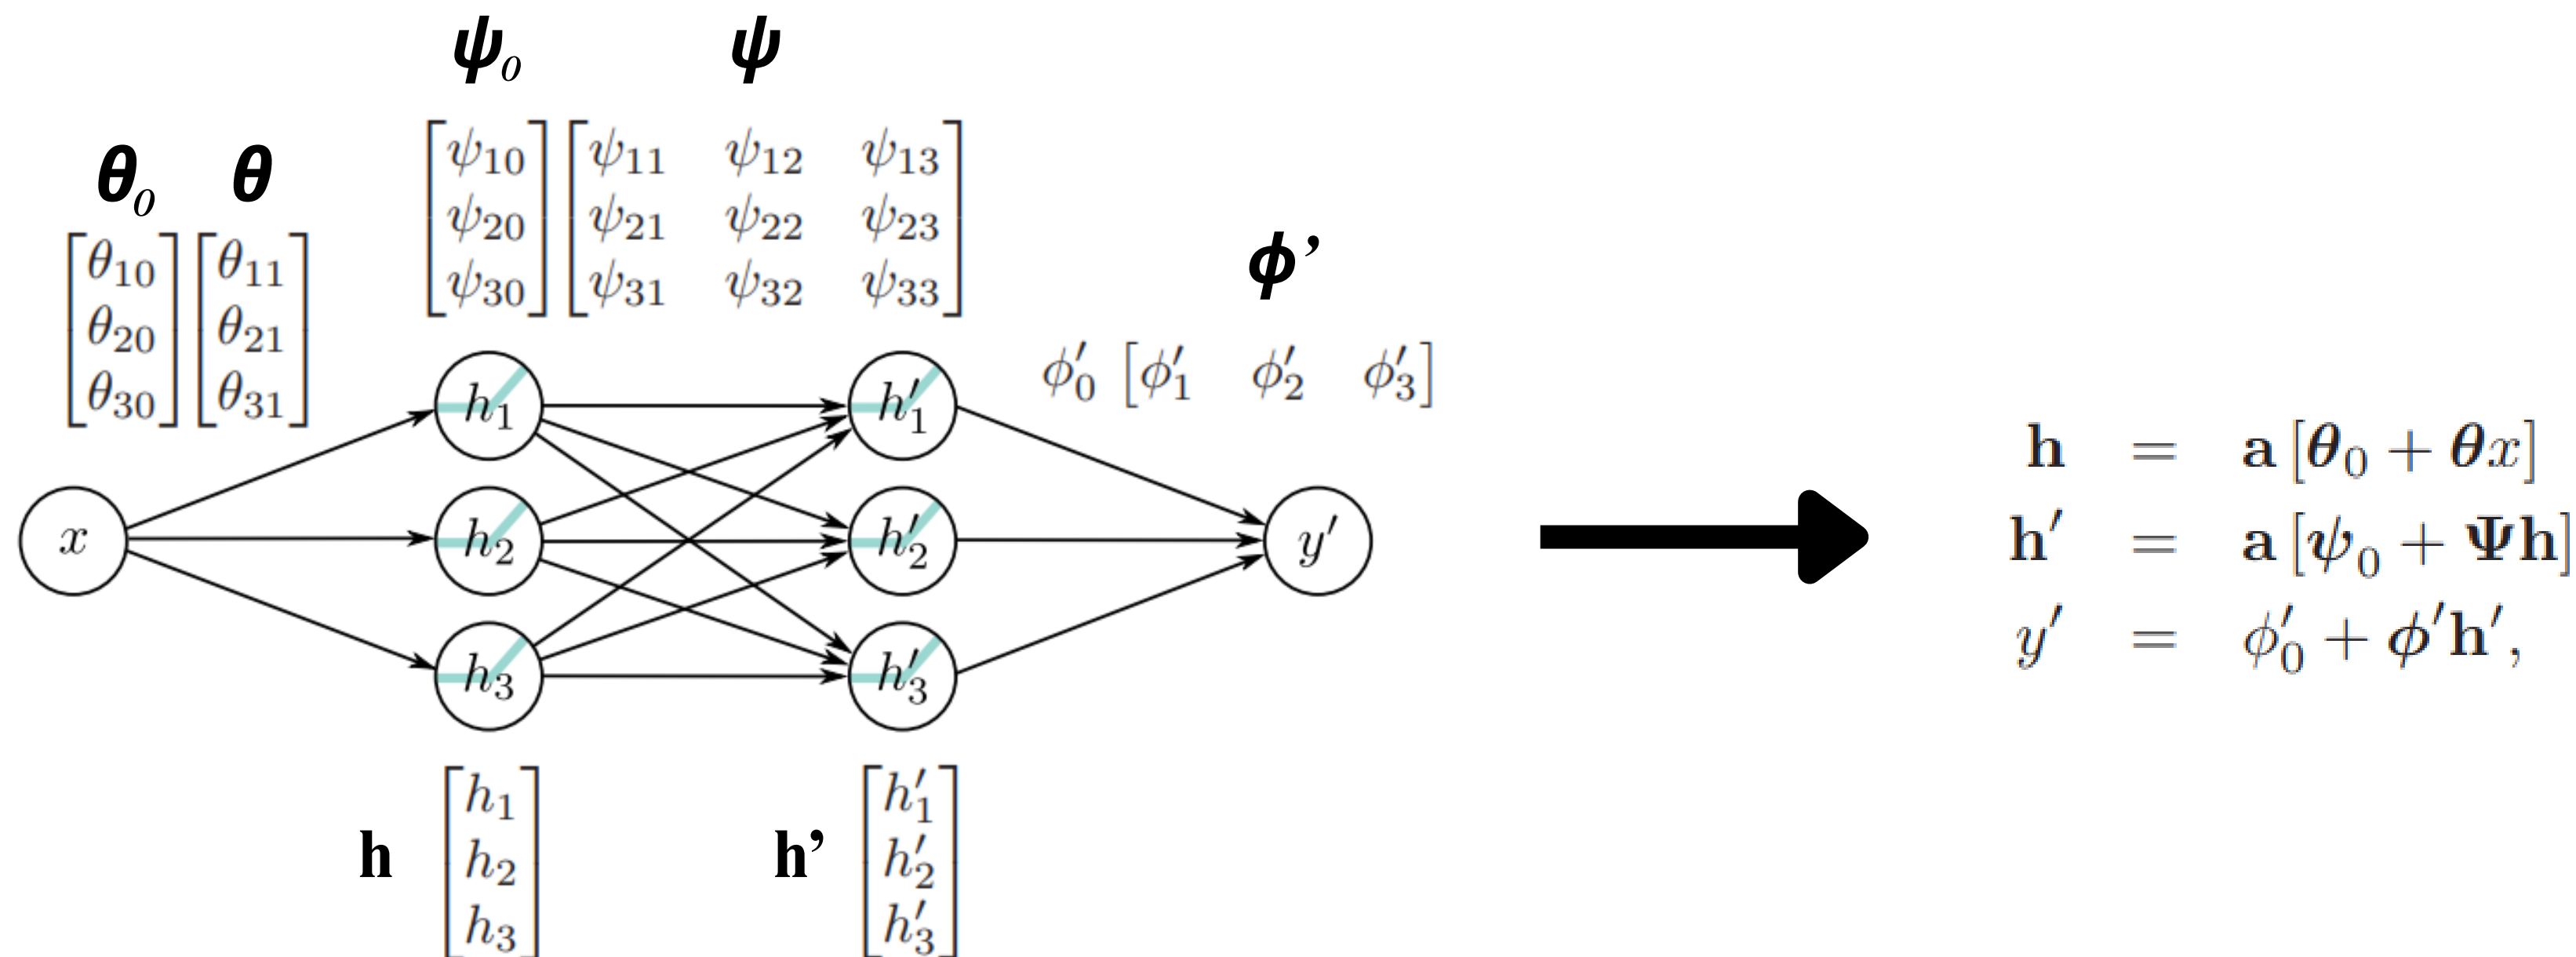 ψ₀ ψ
θ₀ θ
ψ₁₀ ψ₁₁ ψ₁₂ ψ₁₃
ψ₂₀ ψ₂₁ ψ₂₂ ψ₂₃
ψ₃₀ ψ₃₁ ψ₃₂ ψ₃₃
θ₁₀ θ₁₁
θ₂₀ θ₂₁
θ₃₀ θ₃₁
ϕ’
ϕ′₀ [ϕ′₁ ϕ′₂ ϕ′₃]
h₁ h′₁
x h₂ h′₂ y′
h₃ h′₃
h = a [θ₀ + θx]
h′ = a [ψ₀ + Ψh]
y′ = ϕ′₀ + ϕ′h′,
h₁ h′₁
h h₂ h’ h′₂
h₃ h′₃